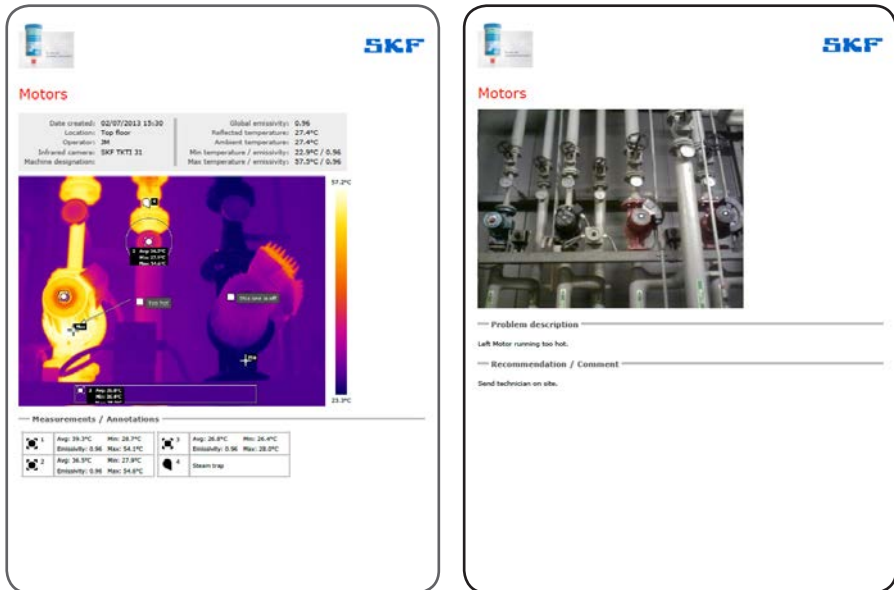 SKF
Motors
Date created: 02/07/2013 15:30
Location: Top floor
Operator: JM
Infrared camera: SKF TKTI 31
Machine designation:
Global emissivity: 0.96
Reflected temperature: 27.4°C
Ambient temperature: 27.4°C
Min temperature / emissivity: 22.9°C / 0.96
Max temperature / emissivity: 57.5°C / 0.96
57.2°C
Too hot
This one is off
23.3°C
Measurements / Annotations
1 Avg: 39.3°C Min: 28.7°C
Emissivity: 0.96 Max: 54.1°C
2 Avg: 36.5°C Min: 27.9°C
Emissivity: 0.96 Max: 54.6°C
3 Avg: 26.8°C Min: 26.4°C
Emissivity: 0.96 Max: 28.0°C
4 Steam trap
SKF
Motors
Problem description
Left Motor running too hot.
Recommendation / Comment
Send technician on site.